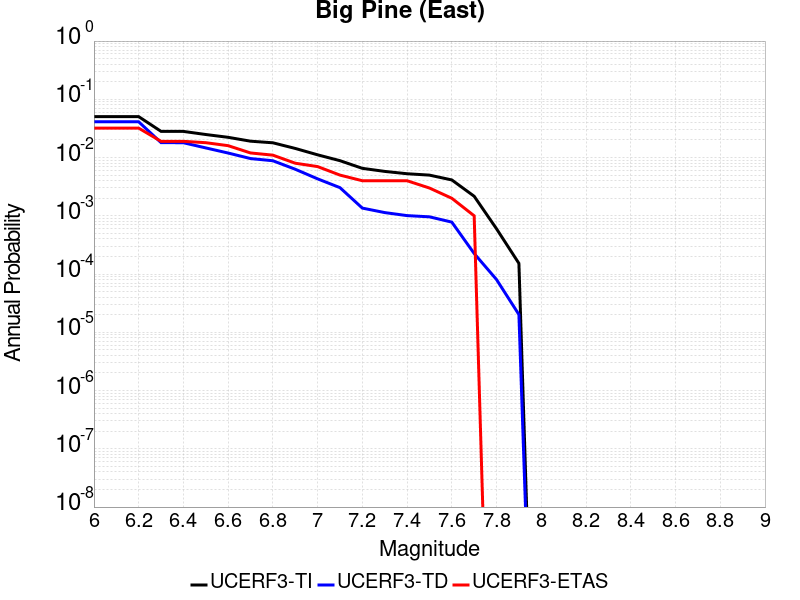 Big Pine (East)
10^0
10^-1
10^-2
10^-3
10^-4
10^-5
10^-6
10^-7
10^-8
Annual Probability
6 6.2 6.4 6.6 6.8 7 7.2 7.4 7.6 7.8 8 8.2 8.4 8.6 8.8 9
Magnitude
UCERF3-TI UCERF3-TD UCERF3-ETAS